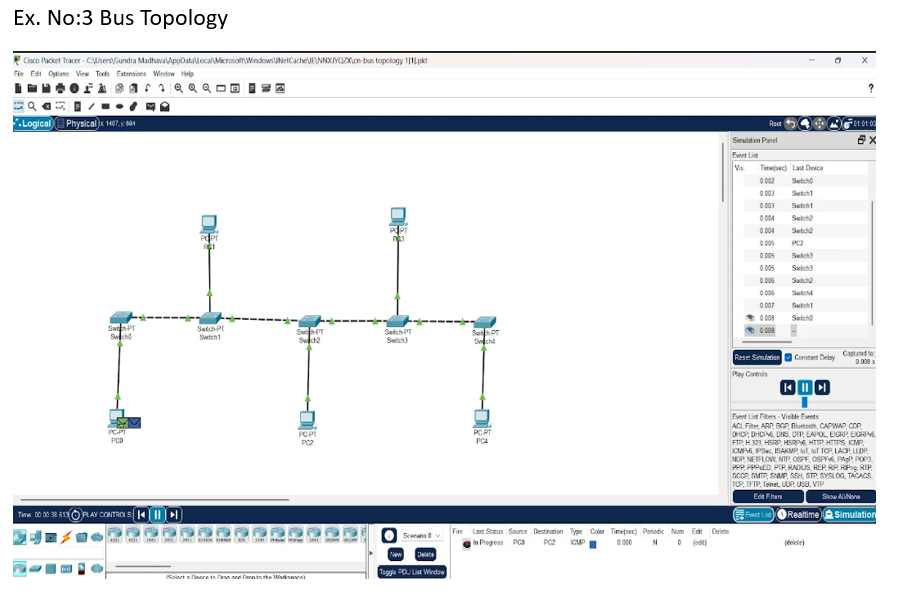 Ex. No:3 Bus Topology
Cisco Packet Tracer - C:\Users\Gundra Madhava\AppData\Local\Microsoft\Windows\INetCache\IE\NNXJYQZX\cn-bus topology 1[1].pkt
File Edit Options View Tools Extensions Window Help
Logical Physical x: 1407, y: 664 Root 01:01:00
Simulation Panel
Event List
Vis. Time(sec) Last Device
0.002 Switch0
0.003 Switch1
0.003 Switch1
0.004 Switch2
0.004 Switch2
0.005 PC2
0.005 Switch3
0.005 Switch3
0.006 Switch2
0.006 Switch4
0.007 Switch1
0.008 Switch0
0.008 --
PC-PT
PC1
PC-PT
PC3
Switch-PT
Switch0
Switch-PT
Switch1
Switch-PT
Switch2
Switch-PT
Switch3
Switch-PT
Switch4
PC-PT
PC0
PC-PT
PC2
PC-PT
PC4
Reset Simulation Constant Delay Captured to:
0.008 s
Play Controls
Event List Filters - Visible Events
ACL Filter, ARP, BGP, Bluetooth, CAPWAP, CDP,
DHCP, DHCPv6, DNS, DTP, EAPOL, EIGRP, EIGRPv6,
FTP, H.323, HSRP, HSRPv6, HTTP, HTTPS, ICMP,
ICMPv6, IPSec, ISAKMP, IoT, IoT TCP, LACP, LLDP,
NDP, NETFLOW, NTP, OSPF, OSPFv6, PAgP, POP3,
PPP, PPPoED, PTP, RADIUS, REP, RIP, RIPng, RTP,
SCCP, SMTP, SNMP, SSH, STP, SYSLOG, TACACS,
TCP, TFTP, Telnet, UDP, USB, VTP
Edit Filters Show All/None
Time: 00:00:38.613 PLAY CONTROLS: Event List Realtime Simulation
Scenario 0
New Delete
Toggle PDU List Window
Fire Last Status Source Destination Type Color Time(sec) Periodic Num Edit Delete
In Progress PC0 PC2 ICMP 0.000 N 0 (edit) (delete)
(Select a Device to Drag and Drop to the Workspace)